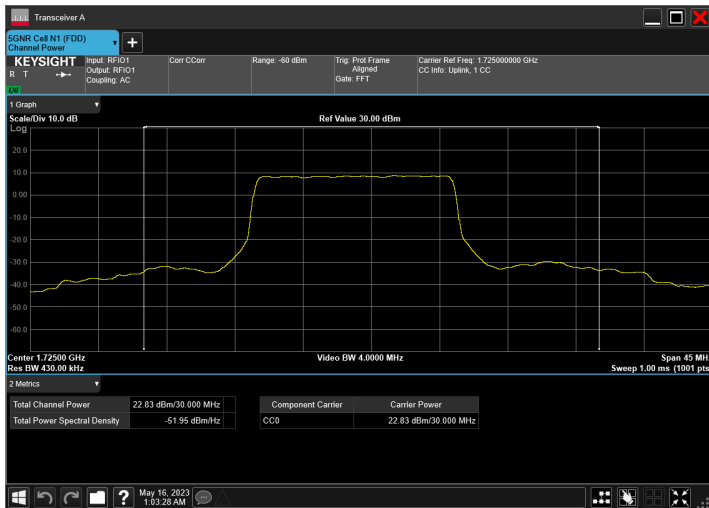 Transceiver A
5GNR Cell N1 (FDD)
Channel Power
KEYSIGHT
R T
LXI
Input: RFIO1
Output: RFIO1
Coupling: AC
Corr CCorr
Range: -60 dBm
Trig: Prot Frame
Aligned
Gate: FFT
Carrier Ref Freq: 1.725000000 GHz
CC Info: Uplink, 1 CC
1 Graph
Scale/Div 10.0 dB
Ref Value 30.00 dBm
Log
20.0
10.0
0.00
-10.0
-20.0
-30.0
-40.0
-50.0
-60.0
Center 1.72500 GHz
Video BW 4.0000 MHz
Span 45 MHz
Res BW 430.00 kHz
Sweep 1.00 ms (1001 pts
2 Metrics
Total Channel Power 22.83 dBm/30.000 MHz
Total Power Spectral Density -51.95 dBm/Hz
Component Carrier Carrier Power
CC0 22.83 dBm/30.000 MHz
May 16, 2023
1:03:28 AM